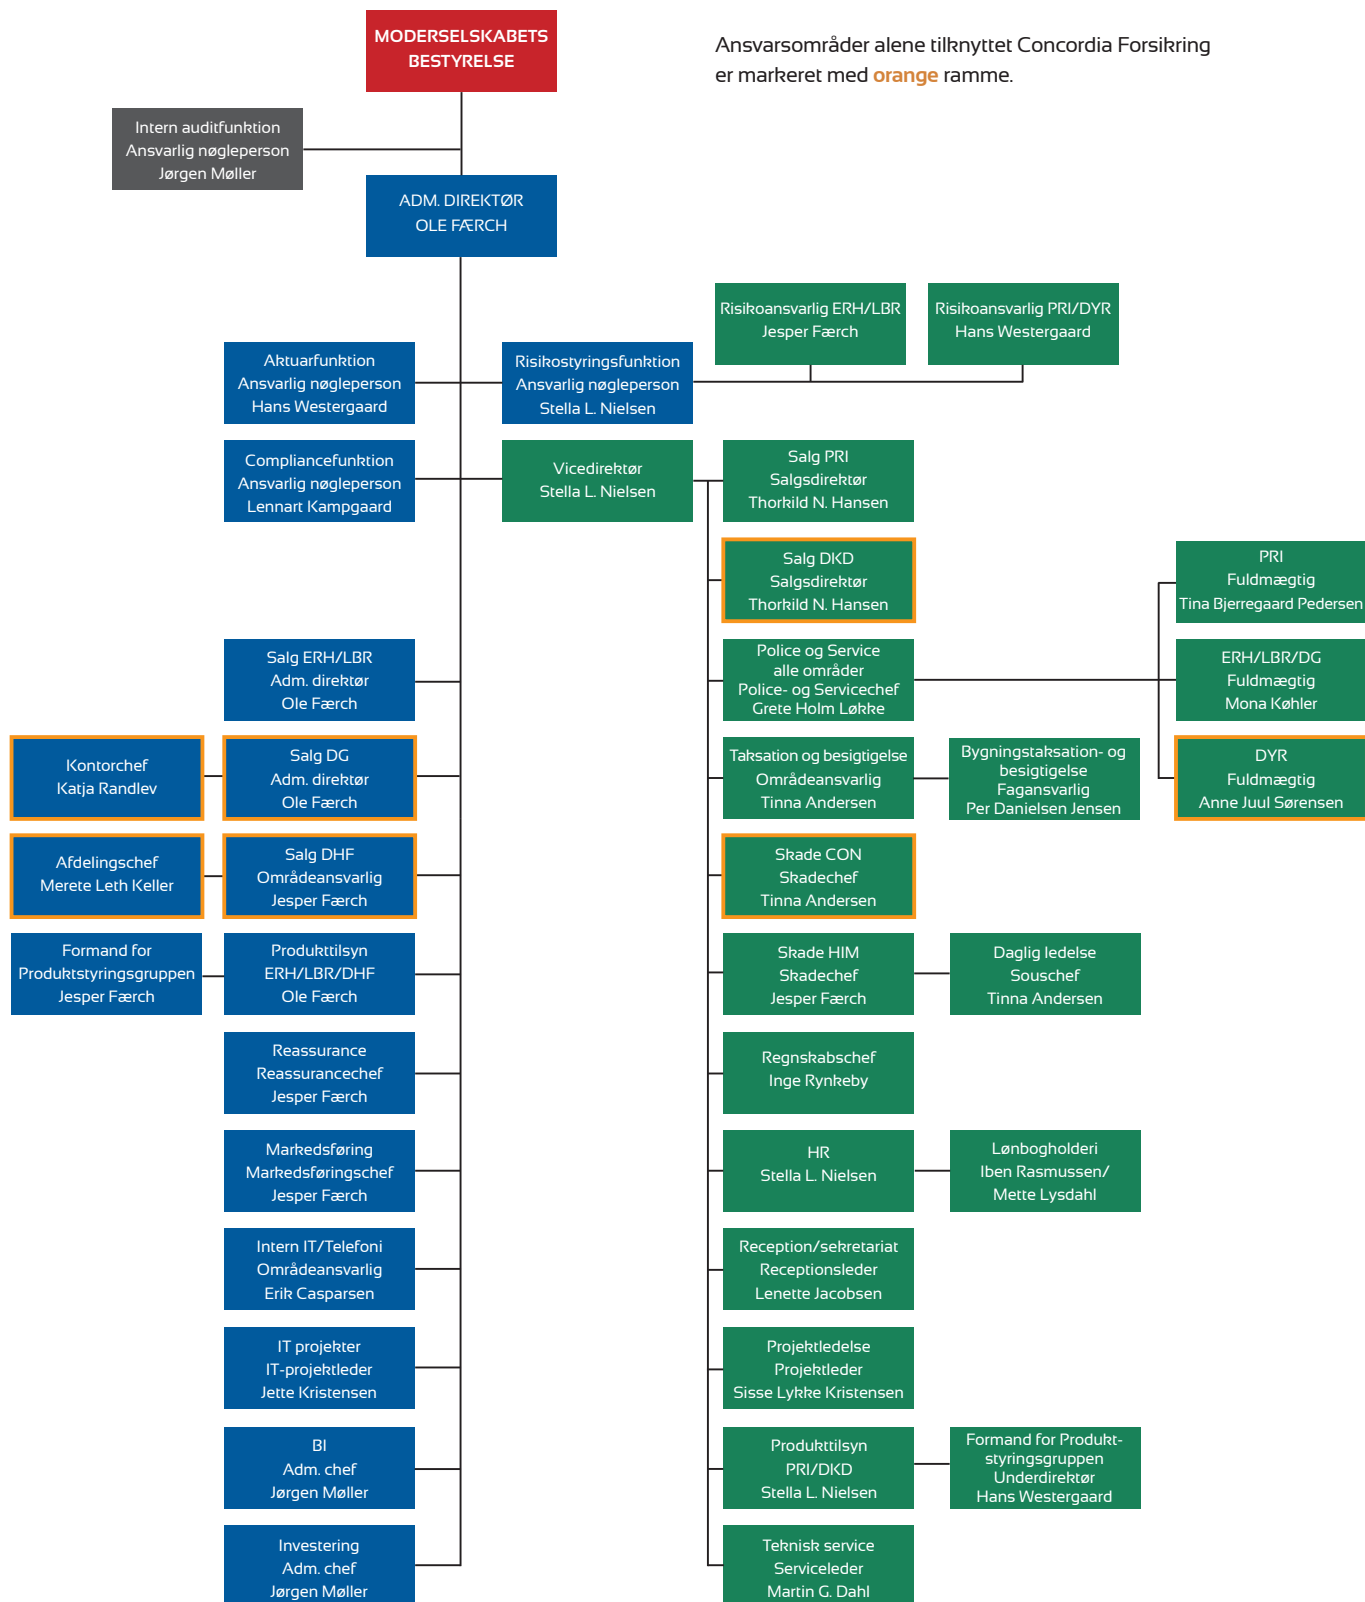 MODERSELSKABETS
BESTYRELSE
Ansvarsområder alene tilknyttet Concordia Forsikring
er markeret med orange ramme.
Intern auditfunktion
Ansvarlig nøgleperson
Jørgen Møller
ADM. DIREKTØR
OLE FÆRCH
Risikoansvarlig ERH/LBR
Jesper Færch
Risikoansvarlig PRI/DYR
Hans Westergaard
Aktuarfunktion
Ansvarlig nøgleperson
Hans Westergaard
Risikostyringsfunktion
Ansvarlig nøgleperson
Stella L. Nielsen
Compliancefunktion
Ansvarlig nøgleperson
Lennart Kampgaard
Vicedirektør
Stella L. Nielsen
Salg PRI
Salgsdirektør
Thorkild N. Hansen
Salg DKD
Salgsdirektør
Thorkild N. Hansen
PRI
Fuldmægtig
Tina Bjerregaard Pedersen
Salg ERH/LBR
Adm. direktør
Ole Færch
Police og Service
alle områder
Police- og Servicechef
Grete Holm Løkke
ERH/LBR/DG
Fuldmægtig
Mona Køhler
Kontorchef
Katja Randlev
Salg DG
Adm. direktør
Ole Færch
Taksation og besigtigelse
Områdeansvarlig
Tinna Andersen
Bygningstaksation- og
besigtigelse
Fagansvarlig
Per Danielsen Jensen
DYR
Fuldmægtig
Anne Juul Sørensen
Afdelingschef
Merete Leth Keller
Salg DHF
Områdeansvarlig
Jesper Færch
Skade CON
Skadechef
Tinna Andersen
Formand for
Produktstyringsgruppen
Jesper Færch
Produkttilsyn
ERH/LBR/DHF
Ole Færch
Skade HIM
Skadechef
Jesper Færch
Daglig ledelse
Souschef
Tinna Andersen
Reassurance
Reassurancechef
Jesper Færch
Regnskabschef
Inge Rynkeby
Markedsføring
Markedsføringschef
Jesper Færch
HR
Stella L. Nielsen
Lønbogholderi
Iben Rasmussen/
Mette Lysdahl
Intern IT/Telefoni
Områdeansvarlig
Erik Casparsen
Reception/sekretariat
Receptionsleder
Lenette Jacobsen
IT projekter
IT-projektleder
Jette Kristensen
Projektledelse
Projektleder
Sisse Lykke Kristensen
BI
Adm. chef
Jørgen Møller
Produkttilsyn
PRI/DKD
Stella L. Nielsen
Formand for Produkt-
styringsgruppen
Underdirektør
Hans Westergaard
Investering
Adm. chef
Jørgen Møller
Teknisk service
Serviceleder
Martin G. Dahl